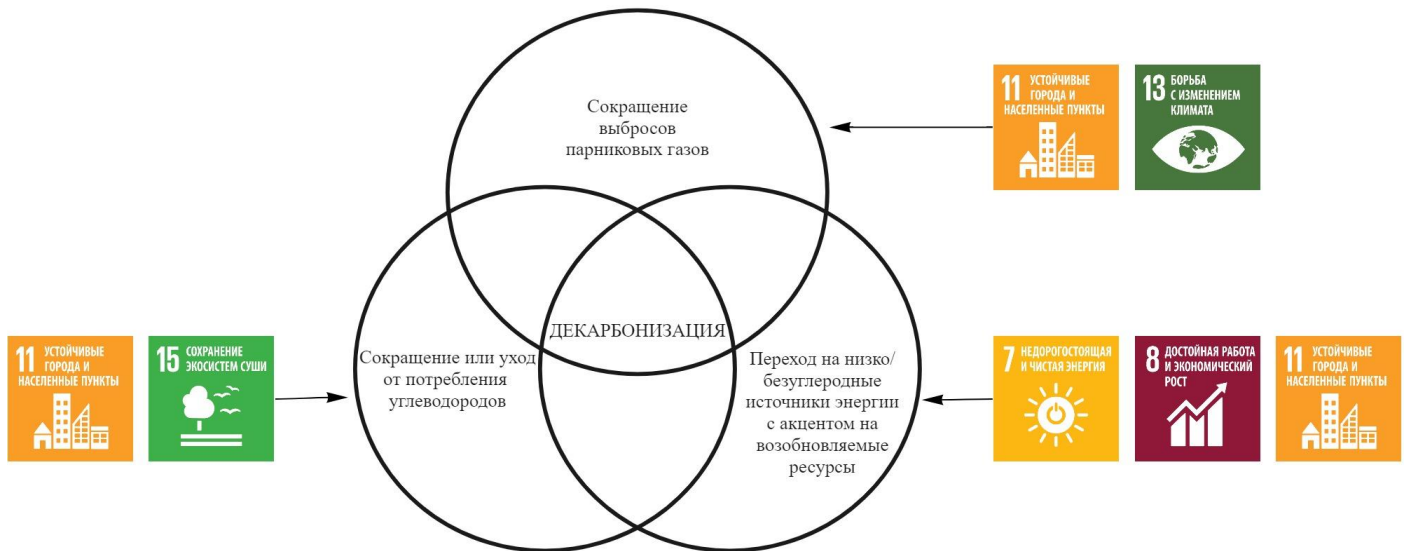 Сокращение
выбросов
парниковых газов
11 УСТОЙЧИВЫЕ
ГОРОДА И
НАСЕЛЕННЫЕ ПУНКТЫ
13 БОРЬБА
С ИЗМЕНЕНИЕМ
КЛИМАТА
ДЕКАРБОНИЗАЦИЯ
11 УСТОЙЧИВЫЕ
ГОРОДА И
НАСЕЛЕННЫЕ ПУНКТЫ
15 СОХРАНЕНИЕ
ЭКОСИСТЕМ СУШИ
Сокращение или уход
от потребления
углеводородов
Переход на низко/
безуглеродные
источники энергии
с акцентом на
возобновляемые
ресурсы
7 НЕДОРОГОСТОЯЩАЯ
И ЧИСТАЯ ЭНЕРГИЯ
8 ДОСТОЙНАЯ РАБОТА
И ЭКОНОМИЧЕСКИЙ
РОСТ
11 УСТОЙЧИВЫЕ
ГОРОДА И
НАСЕЛЕННЫЕ ПУНКТЫ